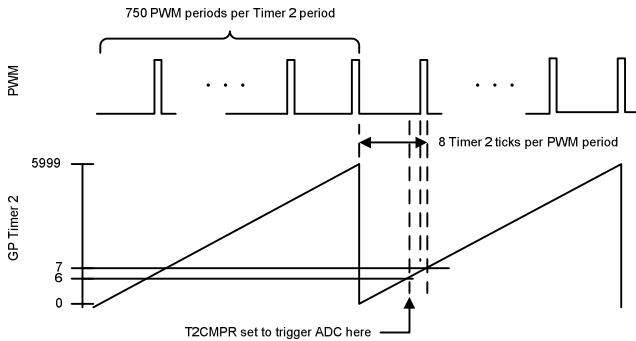 750 PWM periods per Timer 2 period
PWM
8 Timer 2 ticks per PWM period
5999
GP Timer 2
7
6
0
T2CMPR set to trigger ADC here